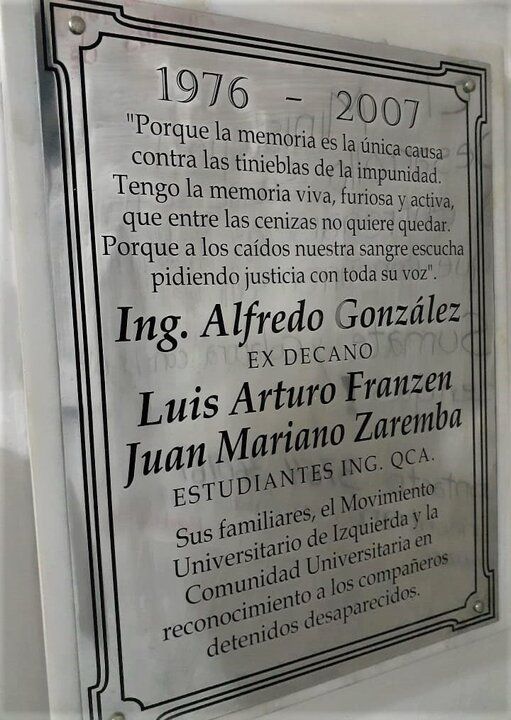 1976 - 2007
"Porque la memoria es la única causa
contra las tinieblas de la impunidad.
Tengo la memoria viva, furiosa y activa,
que entre las cenizas no quiere quedar.
Porque a los caídos nuestra sangre escucha
pidiendo justicia con toda su voz".
Ing. Alfredo González
EX DECANO
Luis Arturo Franzen
Juan Mariano Zaremba
ESTUDIANTES ING. QCA.
Sus familiares, el Movimiento
Universitario de Izquierda y la
Comunidad Universitaria en
reconocimiento a los compañeros
detenidos desaparecidos.